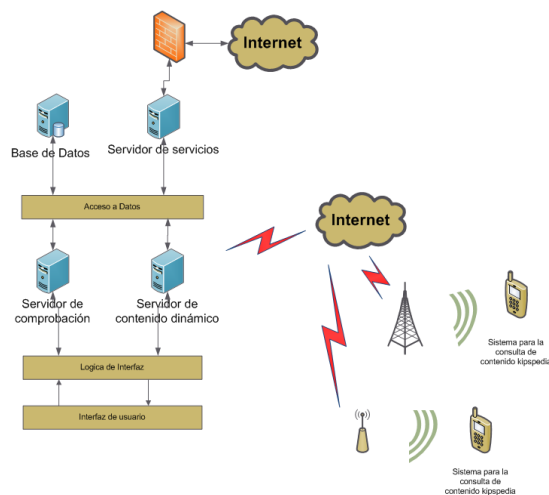 Internet
Base de Datos
Servidor de servicios
Acceso a Datos
Internet
Servidor de
comprobación
Servidor de
contenido dinámico
Sistema para la
consulta de
contenido kipspedia
Logica de Interfaz
Interfaz de usuario
Sistema para la
consulta de
contenido kipspedia